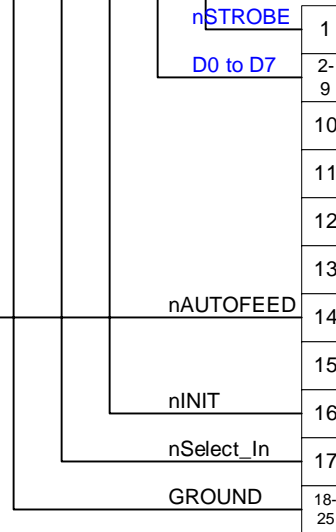 nSTROBE 1
D0 to D7 2-
9
10
11
12
13
nAUTOFEED 14
15
nINIT 16
nSelect_In 17
GROUND 18-
25